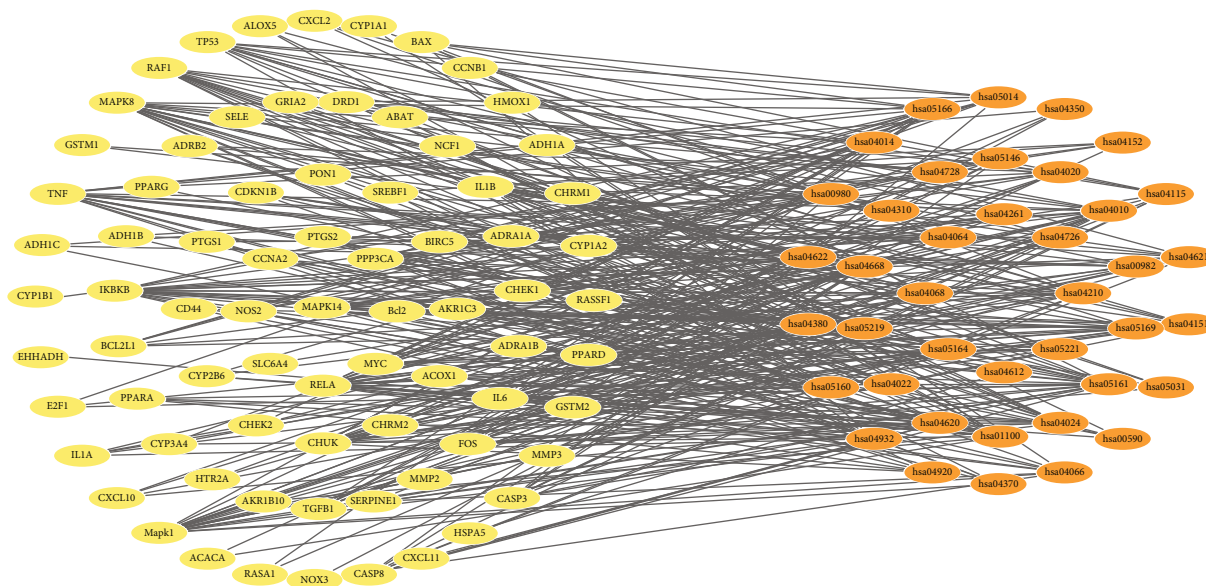 CXCL2
ALOX5
CYP1A1
TP53
BAX
RAF1
CCNB1
MAPK8
GRIA2
DRD1
HMOX1
SELE
ABAT
GSTM1
ADRB2
NCF1
ADH1A
TNF
PPARG
PON1
CDKN1B
SREBF1
IL1B
CHRM1
ADH1C
ADH1B
PTGS1
PTGS2
BIRC5
ADRA1A
CYP1A2
CCNA2
PPP3CA
CYP1B1
IKBKB
CHEK1
RASSF1
CD44
NOS2
MAPK14
Bcl2
AKR1C3
BCL2L1
ADRA1B
PPARD
EHHADH
SLC6A4
MYC
CYP2B6
RELA
ACOX1
E2F1
PPARA
IL6
GSTM2
CHEK2
CHRM2
IL1A
CYP3A4
CHUK
FOS
MMP3
HTR2A
MMP2
CXCL10
AKR1B10
TGFB1
SERPINE1
CASP3
Mapk1
HSPA5
ACACA
CXCL11
RASA1
NOX3
CASP8
hsa05014
hsa05166
hsa04350
hsa04014
hsa04152
hsa05146
hsa04728
hsa04020
hsa00980
hsa04115
hsa04310
hsa04261
hsa04010
hsa04064
hsa04726
hsa04622
hsa04668
hsa00982
hsa04621
hsa04068
hsa04210
hsa04380
hsa05219
hsa05169
hsa05164
hsa05221
hsa04612
hsa05160
hsa04022
hsa05161
hsa05031
hsa04620
hsa04024
hsa04932
hsa01100
hsa00590
hsa04920
hsa04066
hsa04370